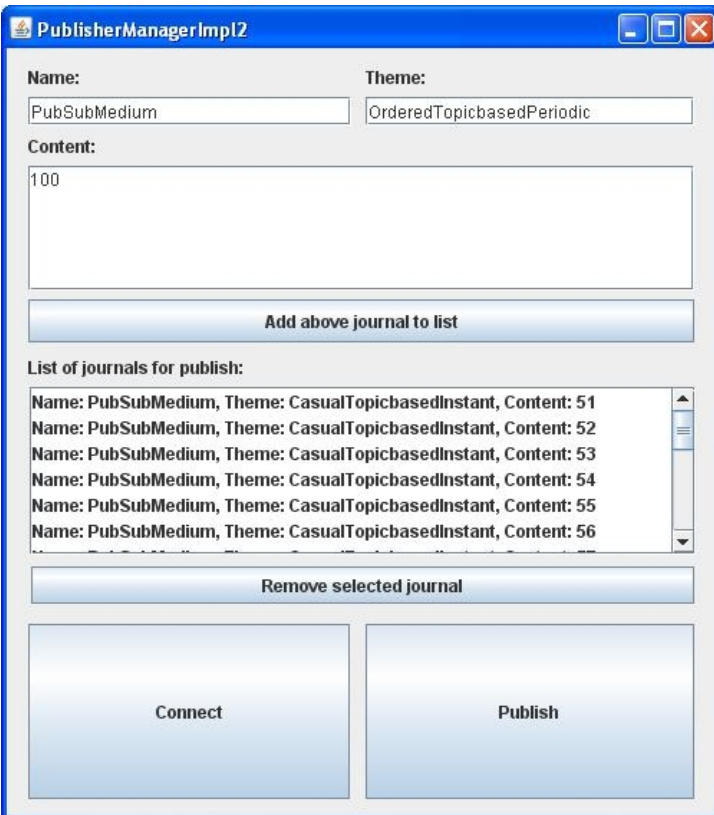 PublisherManagerImpl2
Name: Theme:
PubSubMedium OrderedTopicbasedPeriodic
Content:
100
Add above journal to list
List of journals for publish:
Name: PubSubMedium, Theme: CasualTopicbasedInstant, Content: 51
Name: PubSubMedium, Theme: CasualTopicbasedInstant, Content: 52
Name: PubSubMedium, Theme: CasualTopicbasedInstant, Content: 53
Name: PubSubMedium, Theme: CasualTopicbasedInstant, Content: 54
Name: PubSubMedium, Theme: CasualTopicbasedInstant, Content: 55
Name: PubSubMedium, Theme: CasualTopicbasedInstant, Content: 56
Remove selected journal
Connect Publish